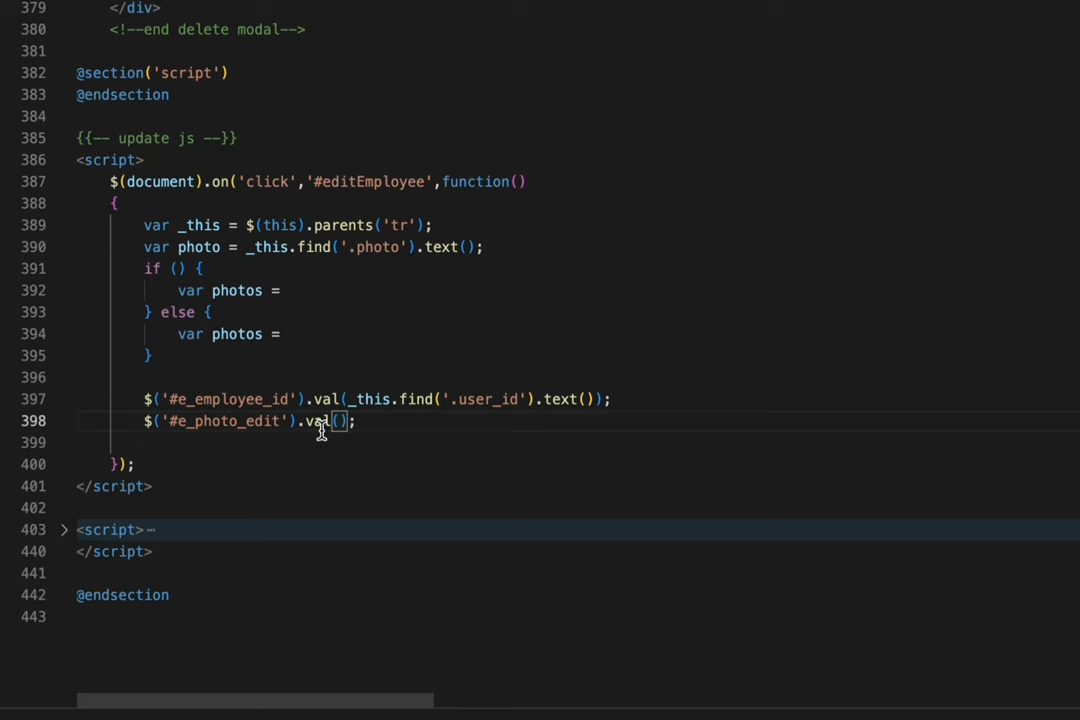 379 </div>
380 <!--end delete modal-->
381
382 @section('script')
383 @endsection
384
385 {{-- update js --}}
386 <script>
387 $(document).on('click','#editEmployee',function()
388 {
389 var _this = $(this).parents('tr');
390 var photo = _this.find('.photo').text();
391 if () {
392 var photos =
393 } else {
394 var photos =
395 }
396
397 $('#e_employee_id').val(_this.find('.user_id').text());
398 $('#e_photo_edit').val();
399
400 });
401 </script>
402
403 <script>⋯
440 </script>
441
442 @endsection
443